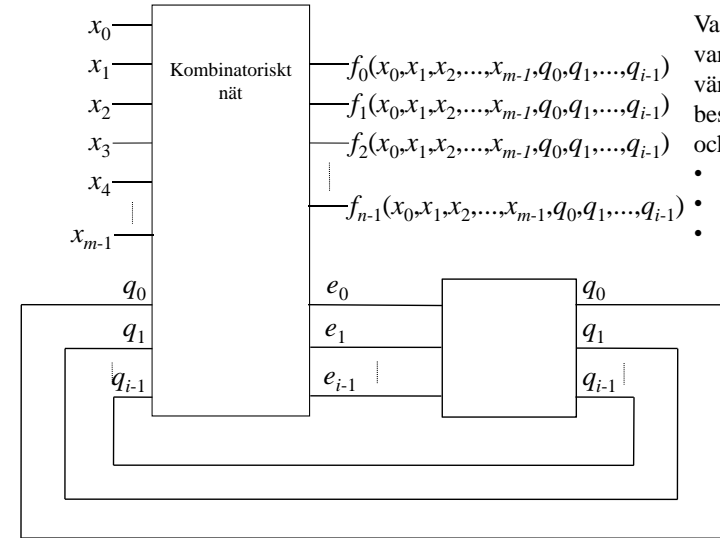 x₀
x₁
x₂
x₃
x₄
xₘ₋₁
Kombinatoriskt
nät
f₀(x₀,x₁,x₂,...,xₘ₋₁,q₀,q₁,...,qᵢ₋₁)
f₁(x₀,x₁,x₂,...,xₘ₋₁,q₀,q₁,...,qᵢ₋₁)
f₂(x₀,x₁,x₂,...,xₘ₋₁,q₀,q₁,...,qᵢ₋₁)
fₙ₋₁(x₀,x₁,x₂,...,xₘ₋₁,q₀,q₁,...,qᵢ₋₁)
q₀ e₀ q₀
q₁ e₁ q₁
qᵢ₋₁ eᵢ₋₁ qᵢ₋₁
Va
var
bes
och
•
•
•